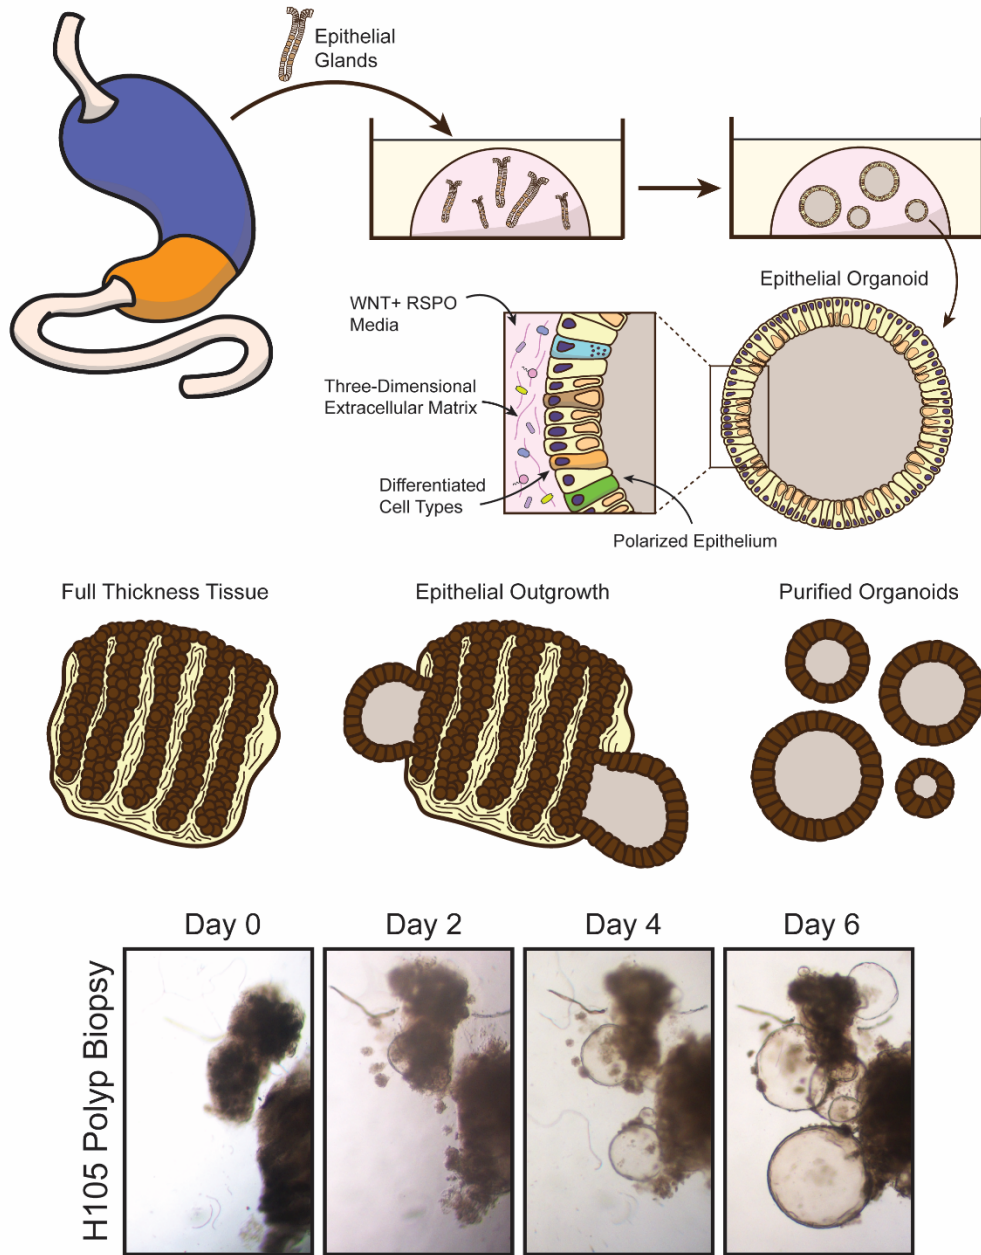 Epithelial
Glands
Epithelial Organoid
WNT+ RSPO
Media
Three-Dimensional
Extracellular Matrix
Differentiated
Cell Types
Polarized Epithelium
Full Thickness Tissue
Epithelial Outgrowth
Purified Organoids
Day 0
Day 2
Day 4
Day 6
H105 Polyp Biopsy